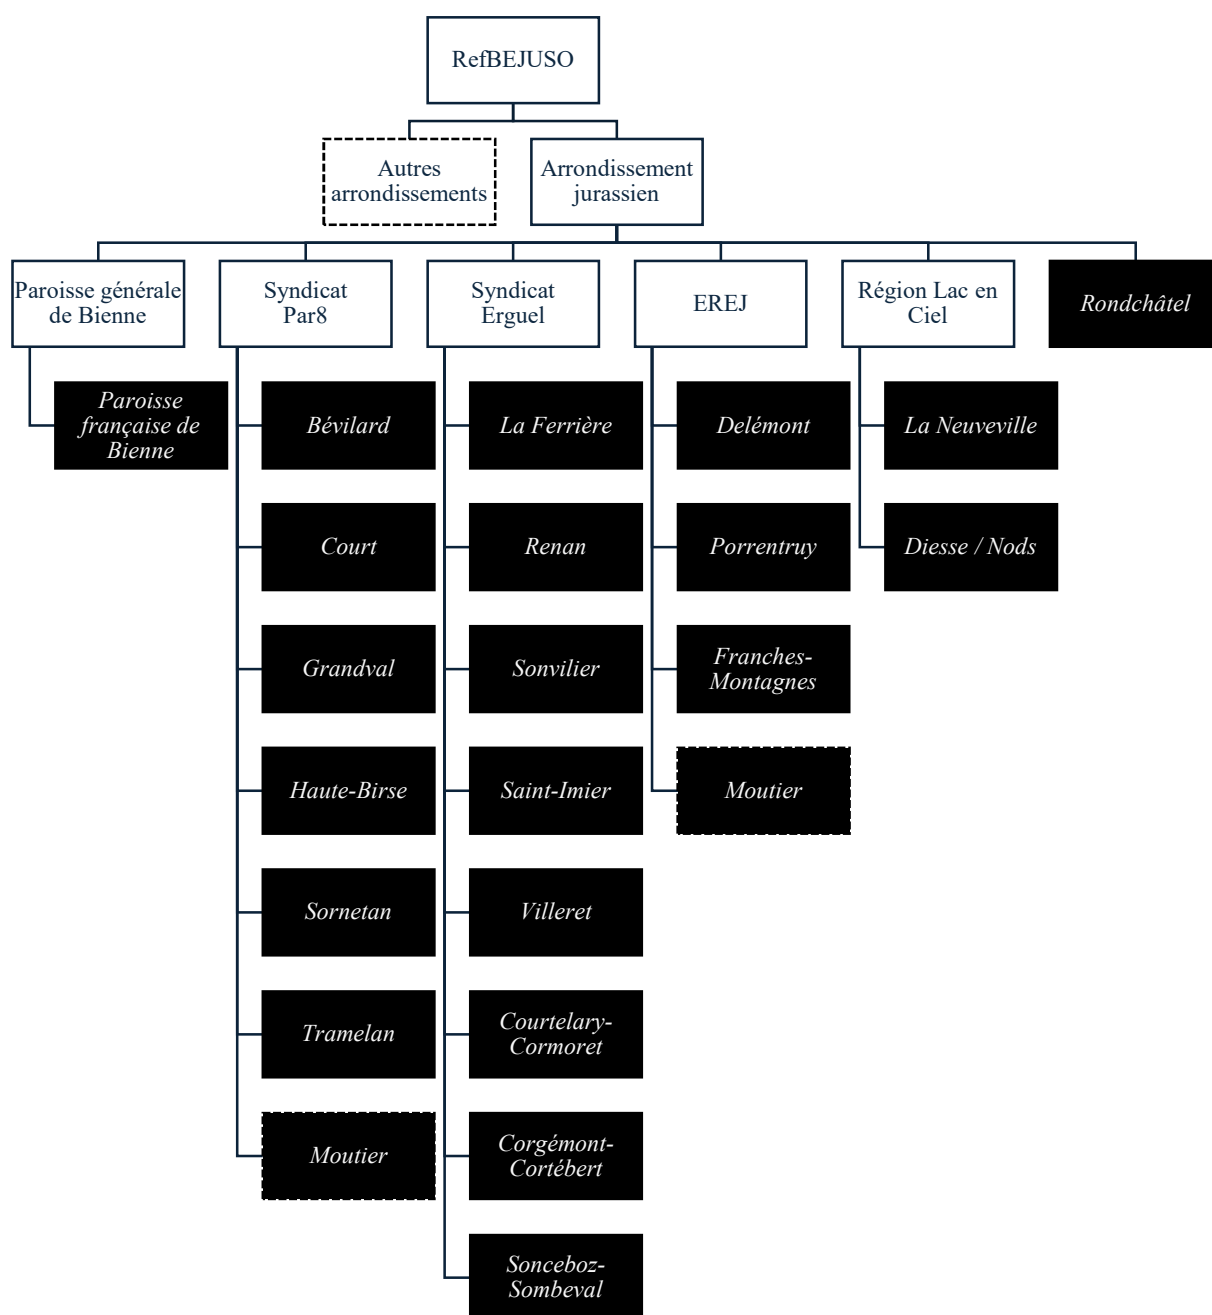 RefBEJUSO
Autres
arrondissements
Arrondissement
jurassien
Paroisse générale
de Bienne
Syndicat
Par8
Syndicat
Erguel
EREJ
Région Lac en
Ciel
Rondchâtel
Paroisse
française de
Bienne
Bévilard
La Ferrière
Delémont
La Neuveville
Court
Renan
Porrentruy
Diesse / Nods
Grandval
Sonvilier
Franches-
Montagnes
Haute-Birse
Saint-Imier
Moutier
Sornetan
Villeret
Tramelan
Courtelary-
Cormoret
Moutier
Corgémont-
Cortébert
Sonceboz-
Sombeval